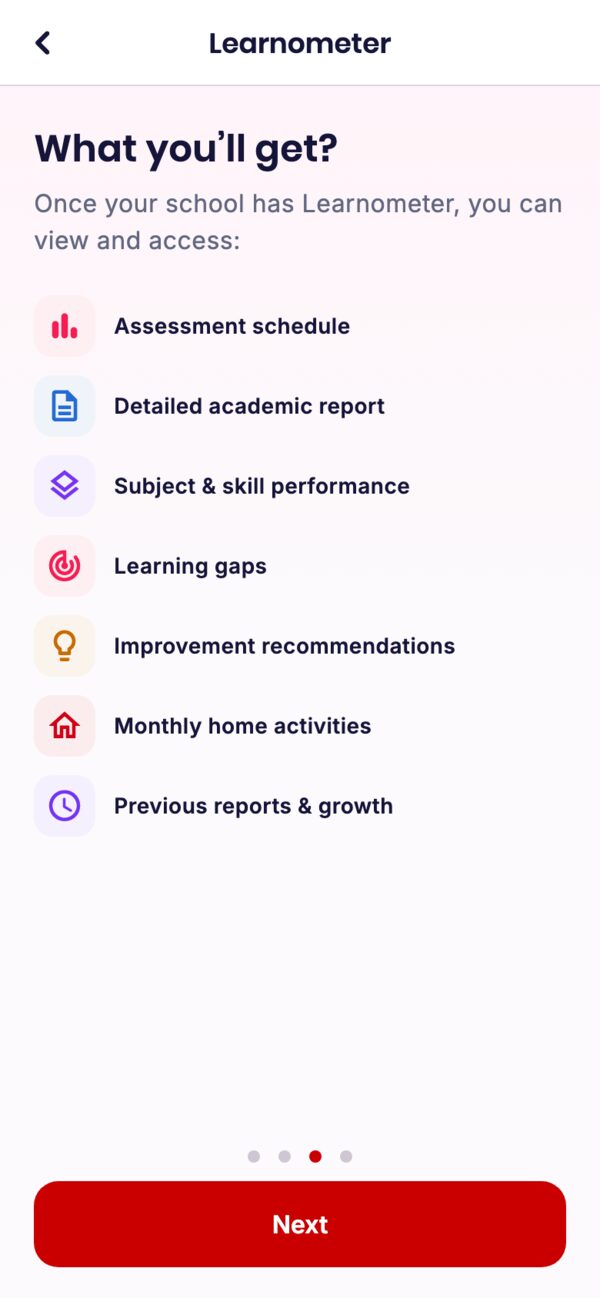 Learnometer
What you’ll get?
Once your school has Learnometer, you can
view and access:
Assessment schedule
Detailed academic report
Subject & skill performance
Learning gaps
Improvement recommendations
Monthly home activities
Previous reports & growth
Next